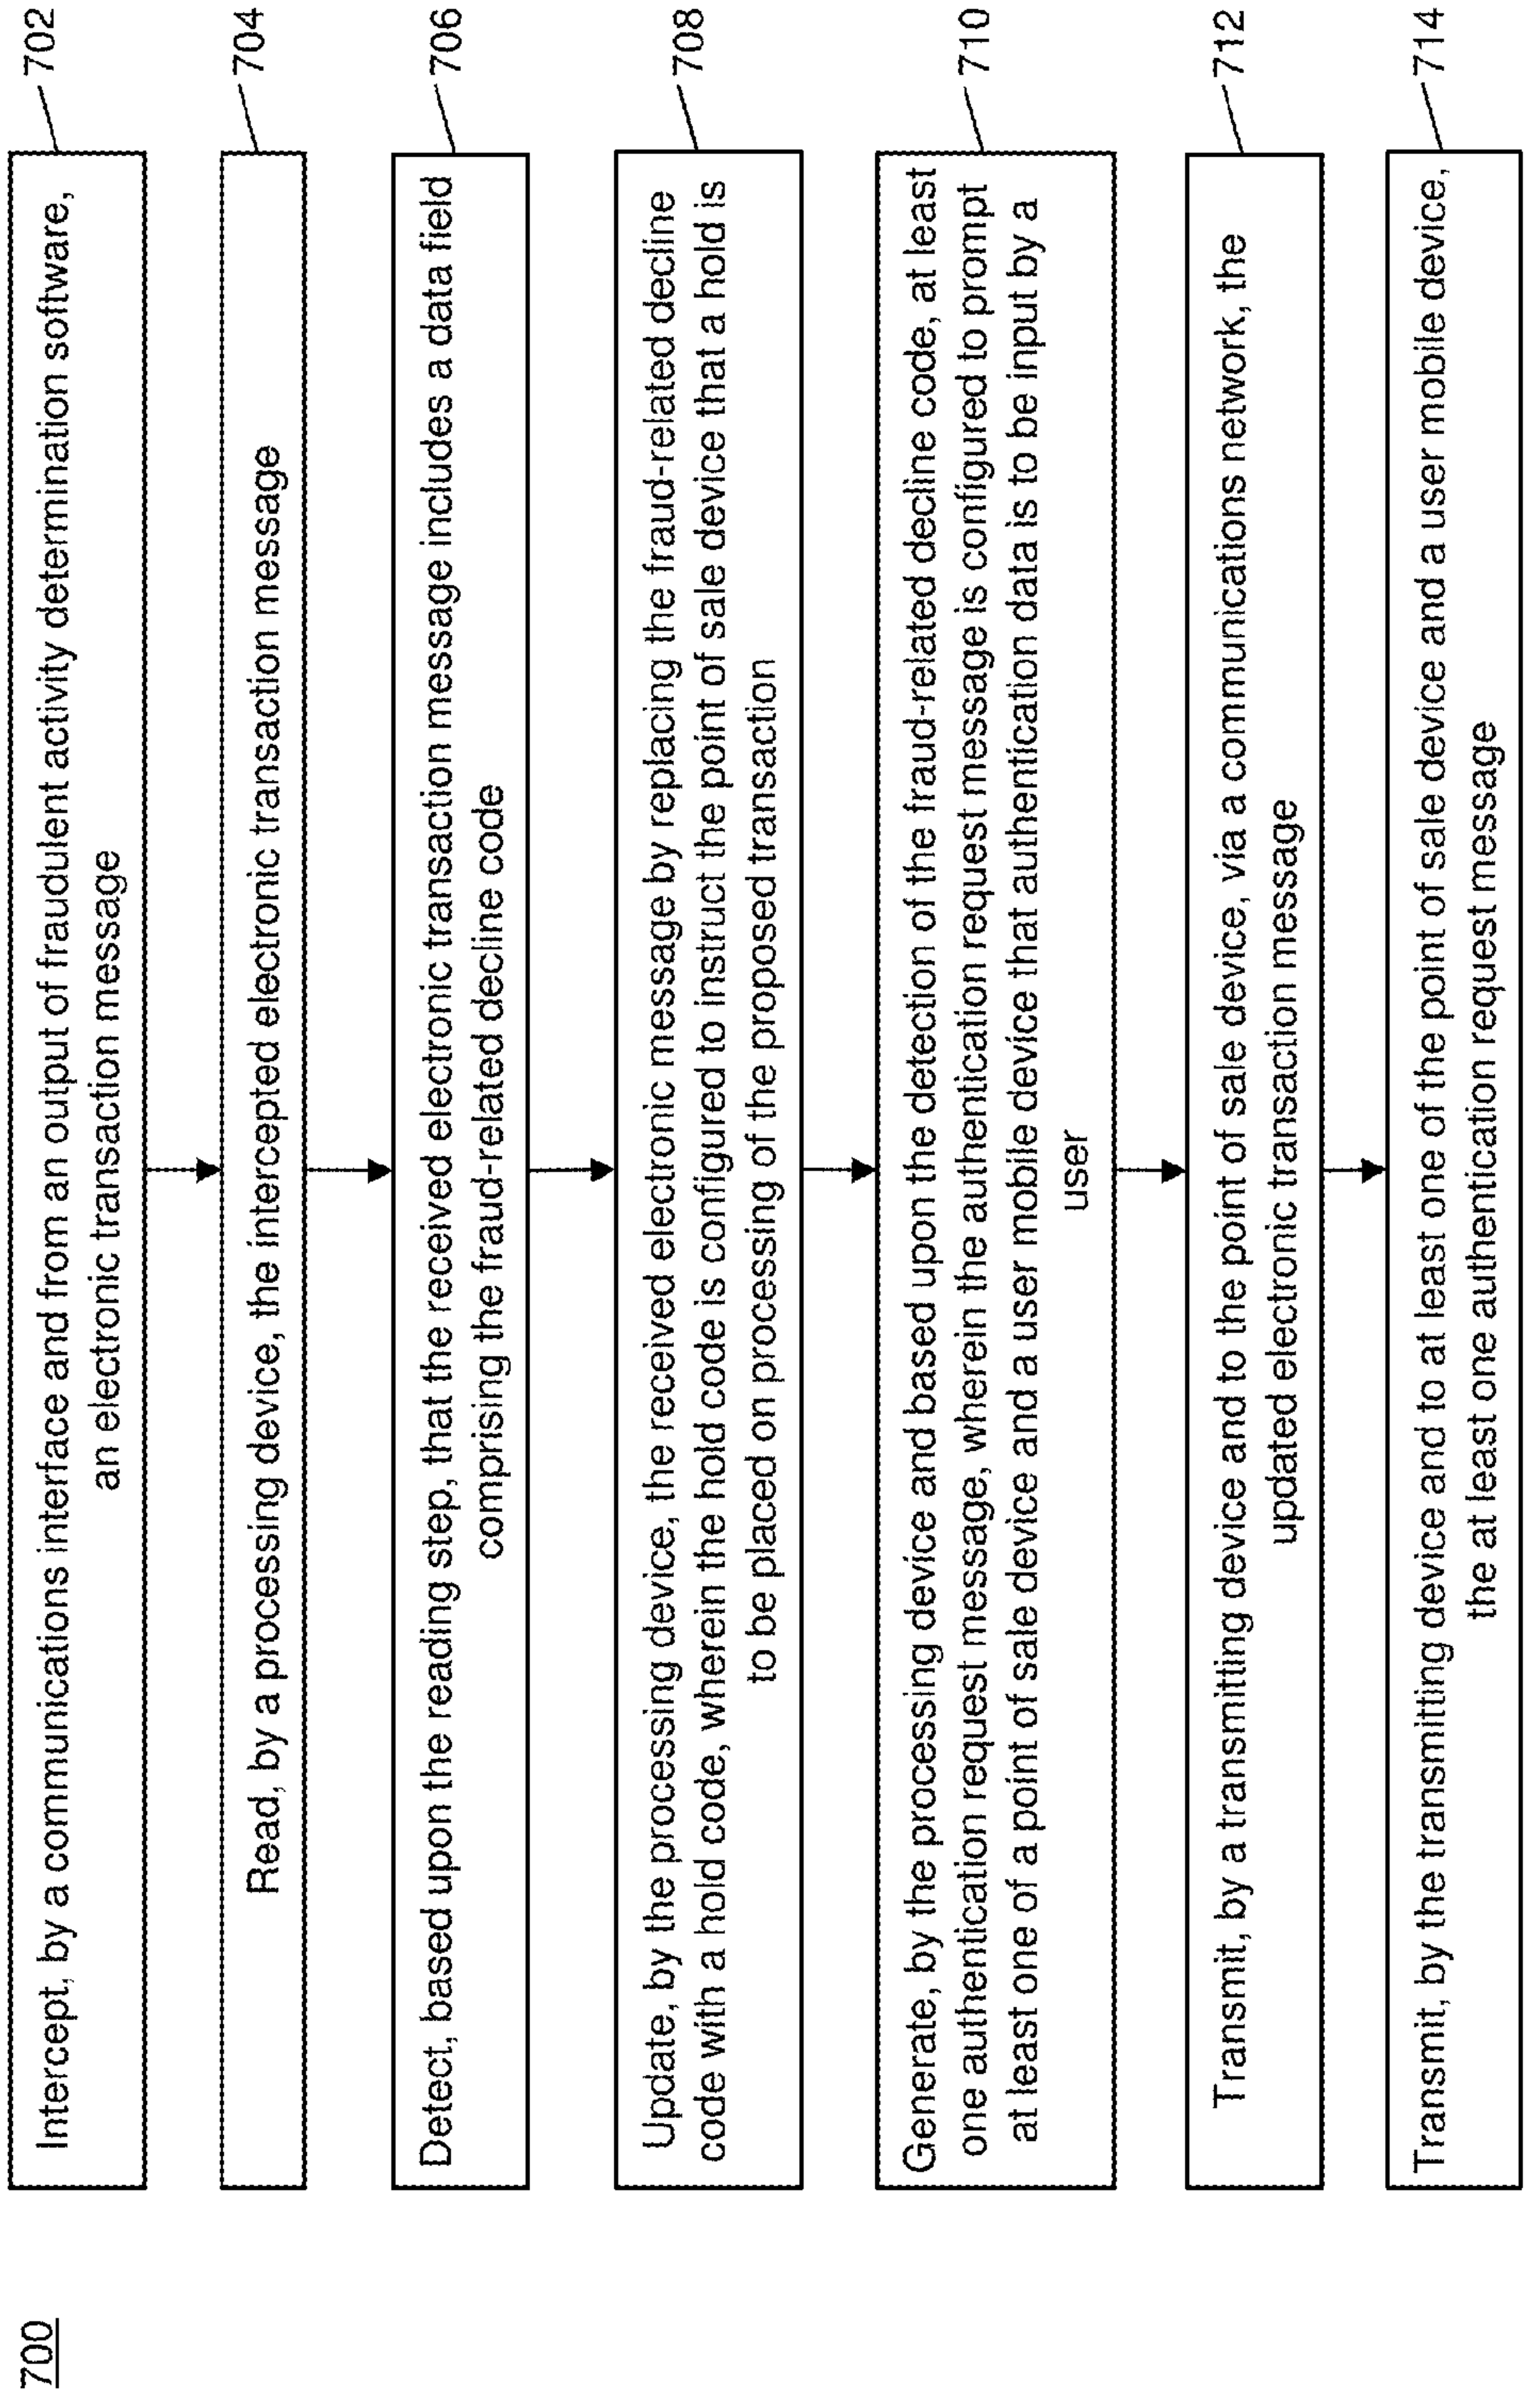 700
Intercept, by a communications interface and from an output of fraudulent activity determination software,
an electronic transaction message
702
Read, by a processing device, the intercepted electronic transaction message
704
Detect, based upon the reading step, that the received electronic transaction message includes a data field
comprising the fraud-related decline code
706
Update, by the processing device, the received electronic message by replacing the fraud-related decline
code with a hold code, wherein the hold code is configured to instruct the point of sale device that a hold is
to be placed on processing of the proposed transaction
708
Generate, by the processing device and based upon the detection of the fraud-related decline code, at least
one authentication request message, wherein the authentication request message is configured to prompt
at least one of a point of sale device and a user mobile device that authentication data is to be input by a
user
710
Transmit, by a transmitting device and to the point of sale device, via a communications network, the
updated electronic transaction message
712
Transmit, by the transmitting device and to at least one of the point of sale device and a user mobile device,
the at least one authentication request message
714